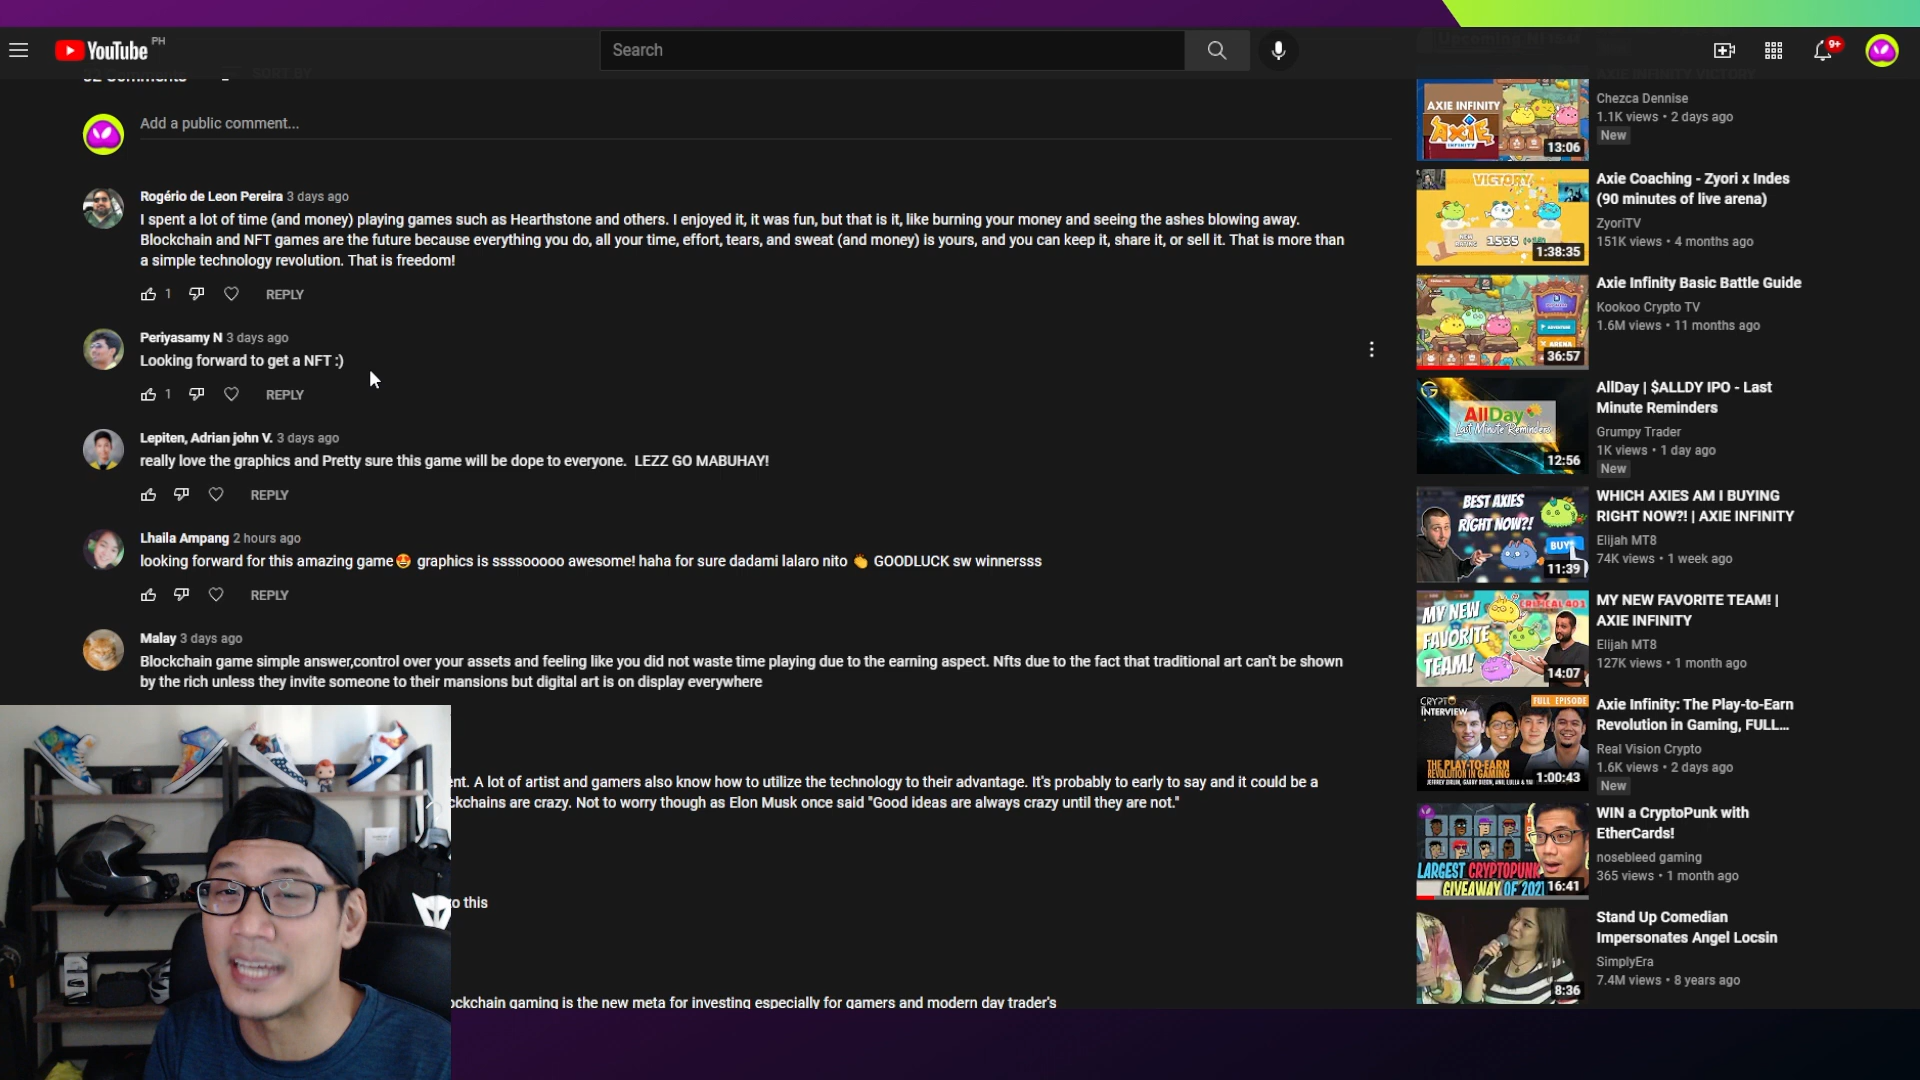 YouTube PH
Search
9+
Add a public comment...
Rogério de Leon Pereira 3 days ago
I spent a lot of time (and money) playing games such as Hearthstone and others. I enjoyed it, it was fun, but that is it, like burning your money and seeing the ashes blowing away.
Blockchain and NFT games are the future because everything you do, all your time, effort, tears, and sweat (and money) is yours, and you can keep it, share it, or sell it. That is more than
a simple technology revolution. That is freedom!
1 REPLY
Periyasamy N 3 days ago
Looking forward to get a NFT :)
1 REPLY
Lepiten, Adrian john V. 3 days ago
really love the graphics and Pretty sure this game will be dope to everyone. LEZZ GO MABUHAY!
REPLY
Lhaila Ampang 2 hours ago
looking forward for this amazing game🤩 graphics is ssssooooo awesome! haha for sure dadami lalaro nito 👏 GOODLUCK sw winnersss
REPLY
Malay 3 days ago
Blockchain game simple answer,control over your assets and feeling like you did not waste time playing due to the earning aspect. Nfts due to the fact that traditional art can't be shown
by the rich unless they invite someone to their mansions but digital art is on display everywhere
A lot of artist and gamers also know how to utilize the technology to their advantage. It's probably to early to say and it could be a
are crazy. Not to worry though as Elon Musk once said "Good ideas are always crazy until they are not."
this
gaming is the new meta for investing especially for gamers and modern day trader's
AXIE INFINITY
AXIE
INFINITY
13:06
Chezca Dennise
1.1K views • 2 days ago
New
VICTORY
1535
1:38:35
Axie Coaching - Zyori x Indes
(90 minutes of live arena)
ZyoriTV
151K views • 4 months ago
ADVENTURE
ARENA
36:57
Axie Infinity Basic Battle Guide
Kookoo Crypto TV
1.6M views • 11 months ago
AllDay
Last Minute Reminders
12:56
AllDay | $ALLDY IPO - Last
Minute Reminders
Grumpy Trader
1K views • 1 day ago
New
BEST AXIES
RIGHT NOW?!
BUY
11:39
WHICH AXIES AM I BUYING
RIGHT NOW?! | AXIE INFINITY
Elijah MT8
74K views • 1 week ago
MY NEW
FAVORITE
TEAM!
14:07
MY NEW FAVORITE TEAM! |
AXIE INFINITY
Elijah MT8
127K views • 1 month ago
CRYPTO
INTERVIEW
FULL EPISODE
THE PLAY-TO-EARN
REVOLUTION IN GAMING
1:00:43
Axie Infinity: The Play-to-Earn
Revolution in Gaming, FULL...
Real Vision Crypto
1.6K views • 2 days ago
New
LARGEST CRYPTOPUNK
GIVEAWAY OF 2021
16:41
WIN a CryptoPunk with
EtherCards!
nosebleed gaming
365 views • 1 month ago
8:36
Stand Up Comedian
Impersonates Angel Locsin
SimplyEra
7.4M views • 8 years ago